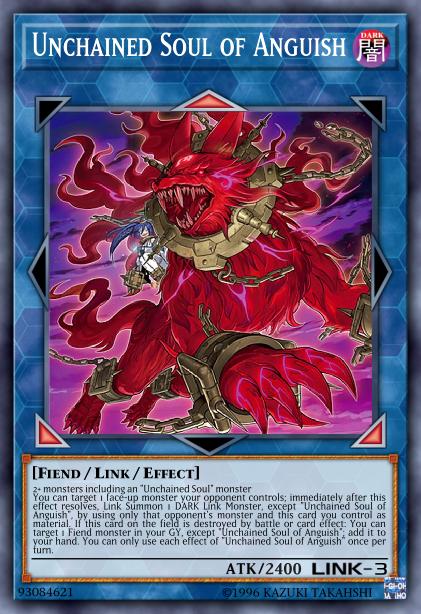 UNCHAINED SOUL OF ANGUISH
DARK
闇
[FIEND / LINK / EFFECT]
2+ monsters including an "Unchained Soul" monster
You can target 1 face-up monster your opponent controls; immediately after this
effect resolves, Link Summon 1 DARK Link Monster, except "Unchained Soul of
Anguish", by using only that opponent's monster and this card you control as
material. If this card on the field is destroyed by battle or card effect: You can
target 1 Fiend monster in your GY, except "Unchained Soul of Anguish"; add it to
your hand. You can only use each effect of "Unchained Soul of Anguish" once per
turn.
ATK/2400 LINK-3
93084621
©1996 KAZUKI TAKAHSHI